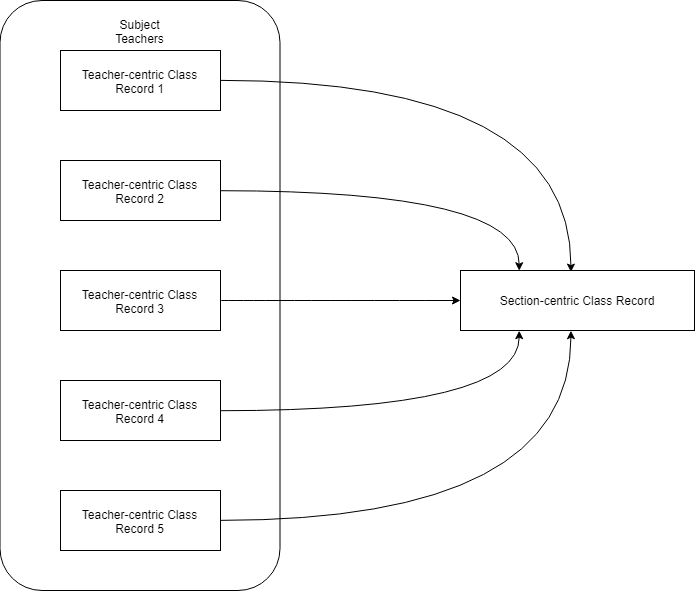 Subject
Teachers
Teacher-centric Class
Record 1
Teacher-centric Class
Record 2
Teacher-centric Class
Record 3
Section-centric Class Record
Teacher-centric Class
Record 4
Teacher-centric Class
Record 5